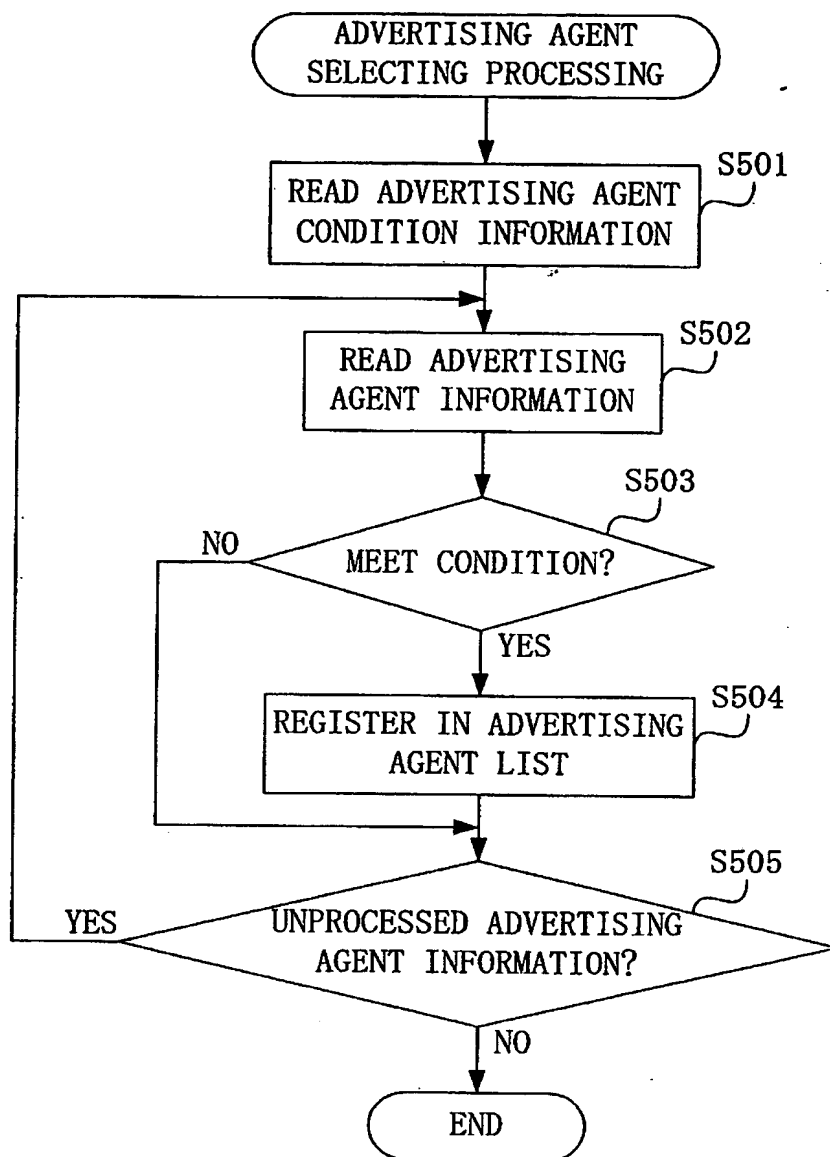 ADVERTISING AGENT
SELECTING PROCESSING
S501
READ ADVERTISING AGENT
CONDITION INFORMATION
S502
READ ADVERTISING
AGENT INFORMATION
S503
NO
MEET CONDITION?
YES
S504
REGISTER IN ADVERTISING
AGENT LIST
S505
YES
UNPROCESSED ADVERTISING
AGENT INFORMATION?
NO
END